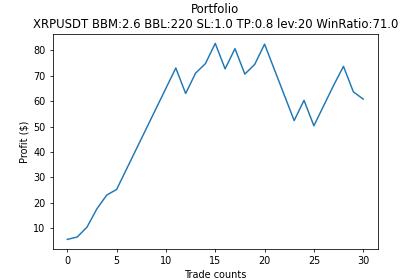 Portfolio
XRPUSDT BBM:2.6 BBL:220 SL:1.0 TP:0.8 lev:20 WinRatio:71.0
80
70
60
50
40
30
20
10
Profit ($)
0 5 10 15 20 25 30
Trade counts